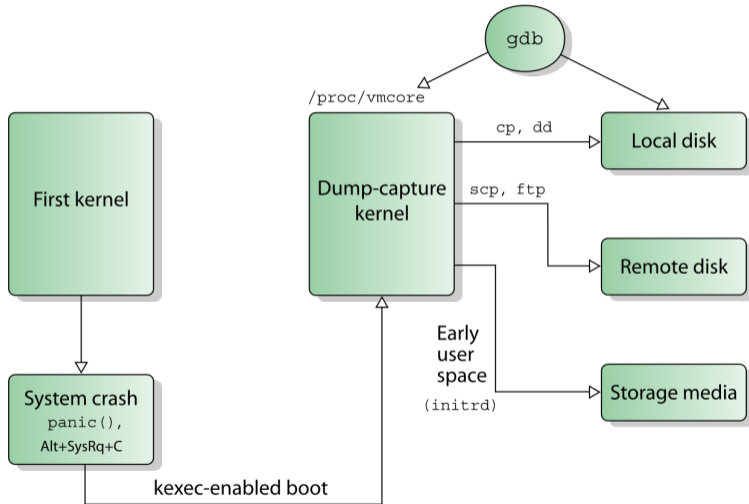 gdb
/proc/vmcore
First kernel
Dump-capture
kernel
cp, dd
Local disk
scp, ftp
Remote disk
Early
user
space
(initrd)
Storage media
System crash
panic(),
Alt+SysRq+C
kexec-enabled boot